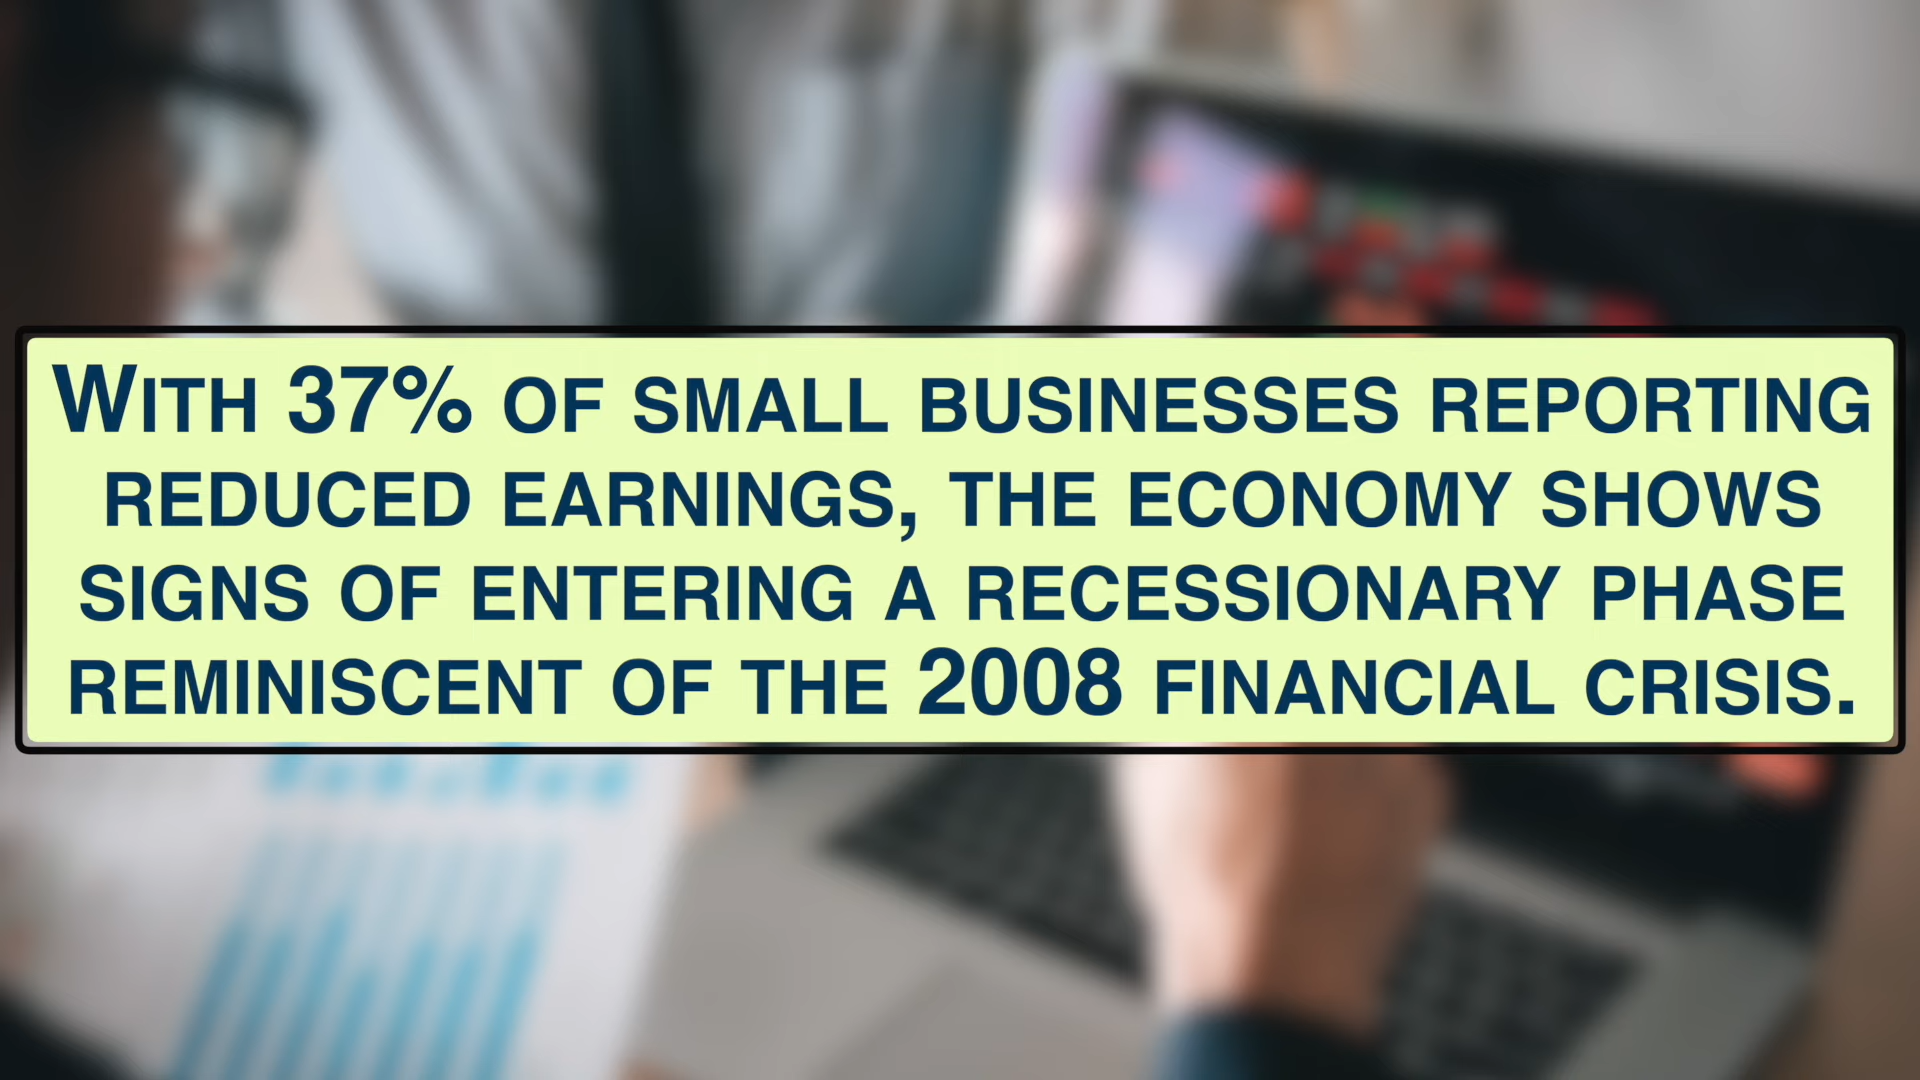 With 37% of small businesses reporting
reduced earnings, the economy shows
signs of entering a recessionary phase
reminiscent of the 2008 financial crisis.